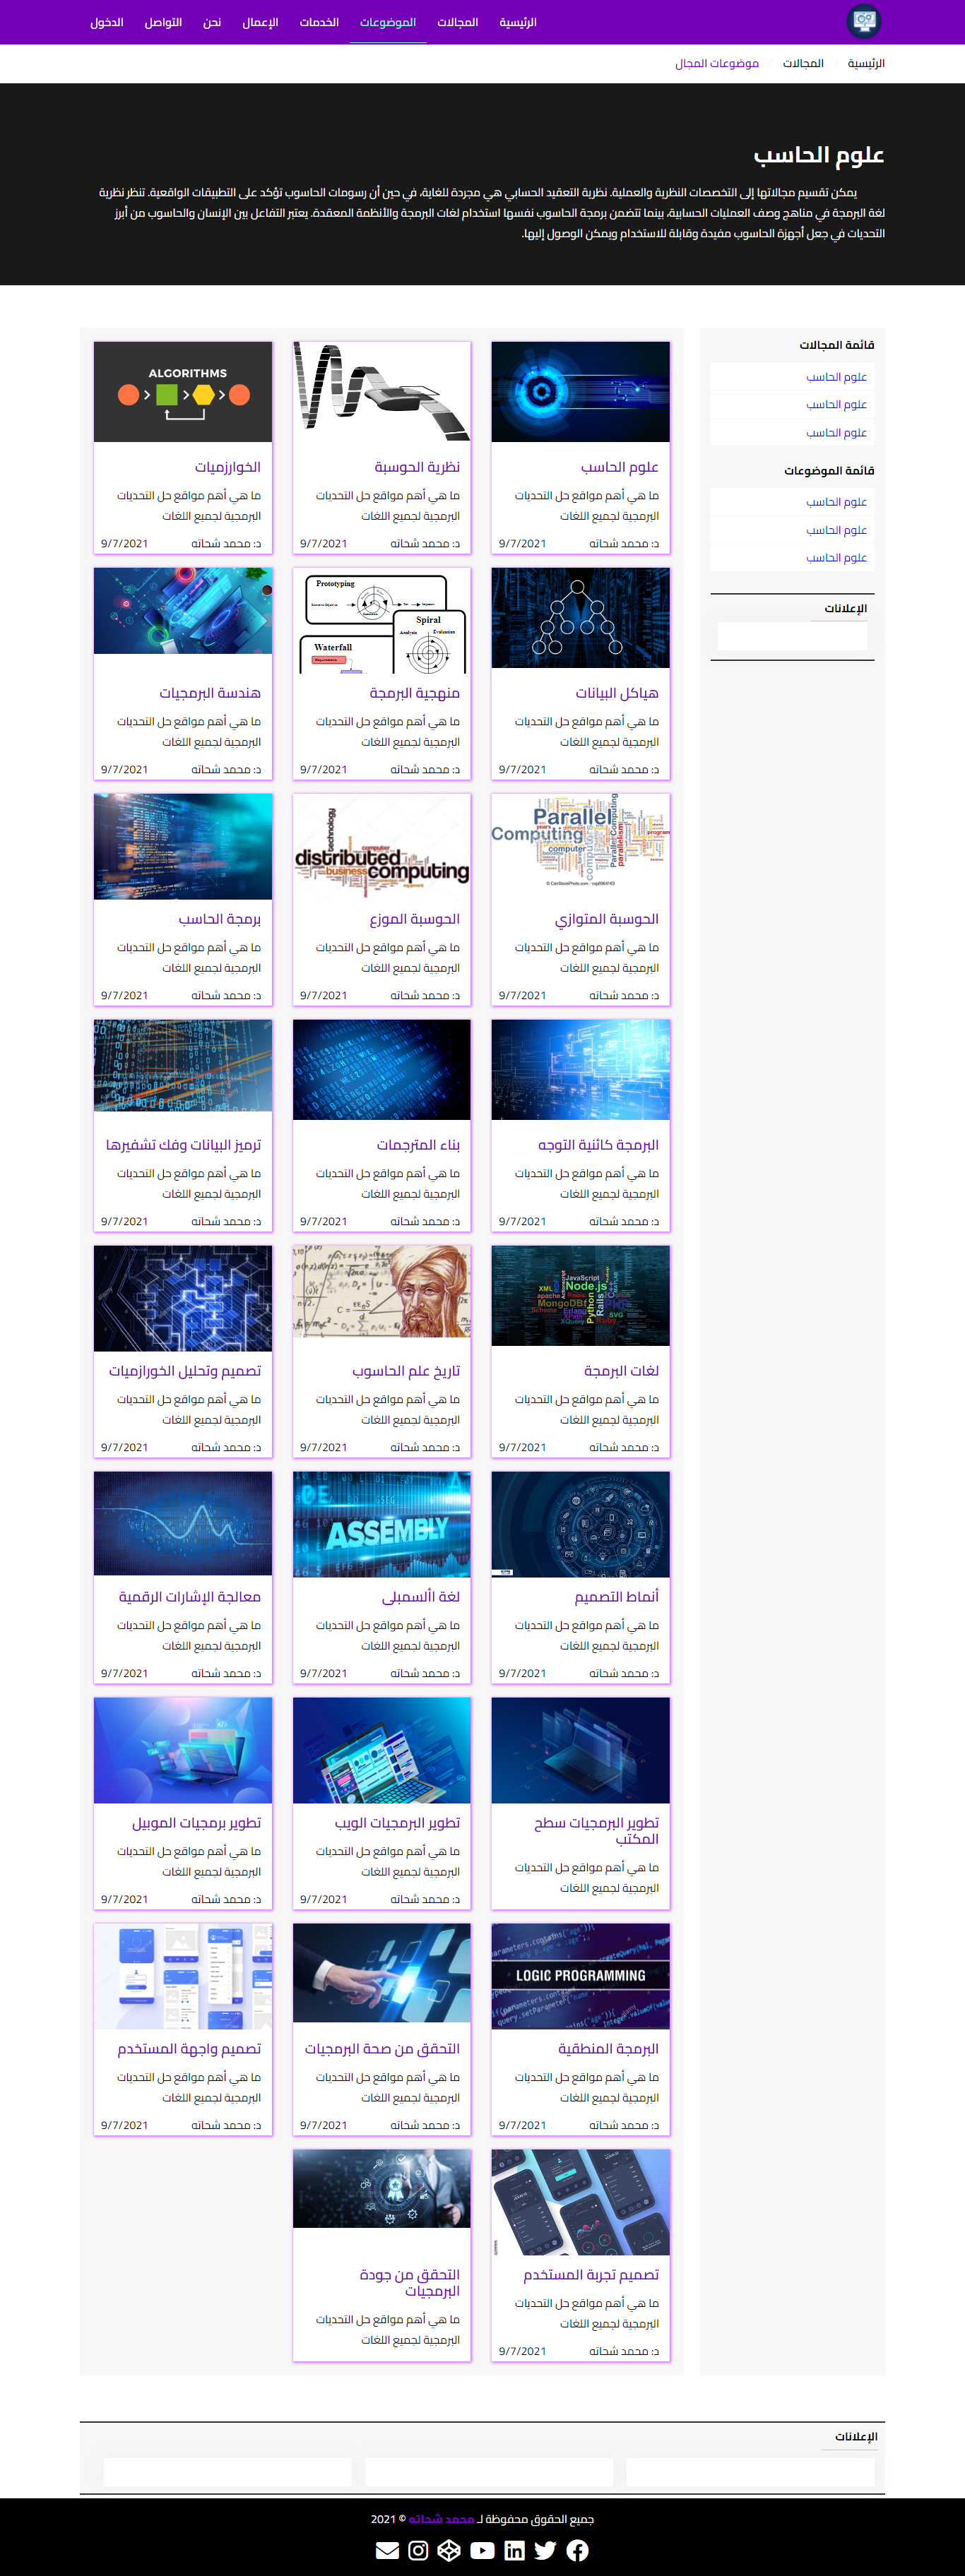 الرئيسية
المجالات
الموضوعات
الخدمات
الإعمال
نحن
التواصل
الدخول
الرئيسية / المجالات / موضوعات المجال
علوم الحاسب
يمكن تقسيم مجالاتها إلى التخصصات النظرية والعملية. نظرية التعقيد الحسابي هي مجردة للغاية، في حين أن رسومات الحاسوب تؤكد على التطبيقات الواقعية. تنظر نظرية
لغة البرمجة في مناهج وصف العمليات الحسابية، بينما تتضمن برمجة الحاسوب نفسها استخدام لغات البرمجة والأنظمة المعقدة. يعتبر التفاعل بين الإنسان والحاسوب من أبرز
التحديات في جعل أجهزة الحاسوب مفيدة وقابلة للاستخدام ويمكن الوصول إليها.
قائمة المجالات
علوم الحاسب
علوم الحاسب
علوم الحاسب
قائمة الموضوعات
علوم الحاسب
علوم الحاسب
علوم الحاسب
الإعلانات
علوم الحاسب
ما هي أهم مواقع حل التحديات
البرمجية لجميع اللغات
د: محمد شحاته 9/7/2021
نظرية الحوسبة
ما هي أهم مواقع حل التحديات
البرمجية لجميع اللغات
د: محمد شحاته 9/7/2021
ALGORITHMS
الخوارزميات
ما هي أهم مواقع حل التحديات
البرمجية لجميع اللغات
د: محمد شحاته 9/7/2021
هياكل البيانات
ما هي أهم مواقع حل التحديات
البرمجية لجميع اللغات
د: محمد شحاته 9/7/2021
Prototyping
Spiral
Analysis Evaluation
Waterfall
منهجية البرمجة
ما هي أهم مواقع حل التحديات
البرمجية لجميع اللغات
د: محمد شحاته 9/7/2021
هندسة البرمجيات
ما هي أهم مواقع حل التحديات
البرمجية لجميع اللغات
د: محمد شحاته 9/7/2021
Parallel
Computing
computer
parallelism
الحوسبة المتوازي
ما هي أهم مواقع حل التحديات
البرمجية لجميع اللغات
د: محمد شحاته 9/7/2021
technology
computer
distributed
business computing
الحوسبة الموزع
ما هي أهم مواقع حل التحديات
البرمجية لجميع اللغات
د: محمد شحاته 9/7/2021
برمجة الحاسب
ما هي أهم مواقع حل التحديات
البرمجية لجميع اللغات
د: محمد شحاته 9/7/2021
البرمجة كائنية التوجه
ما هي أهم مواقع حل التحديات
البرمجية لجميع اللغات
د: محمد شحاته 9/7/2021
بناء المترجمات
ما هي أهم مواقع حل التحديات
البرمجية لجميع اللغات
د: محمد شحاته 9/7/2021
ترميز البيانات وفك تشفيرها
ما هي أهم مواقع حل التحديات
البرمجية لجميع اللغات
د: محمد شحاته 9/7/2021
JavaScript
XML Node.js
apache
MongoDB
Python
Rails
PHP
XQuery
Ruby
SVG
لغات البرمجة
ما هي أهم مواقع حل التحديات
البرمجية لجميع اللغات
د: محمد شحاته 9/7/2021
تاريخ علم الحاسوب
ما هي أهم مواقع حل التحديات
البرمجية لجميع اللغات
د: محمد شحاته 9/7/2021
تصميم وتحليل الخورازميات
ما هي أهم مواقع حل التحديات
البرمجية لجميع اللغات
د: محمد شحاته 9/7/2021
أنماط التصميم
ما هي أهم مواقع حل التحديات
البرمجية لجميع اللغات
د: محمد شحاته 9/7/2021
ASSEMBLY
لغة األسمبلى
ما هي أهم مواقع حل التحديات
البرمجية لجميع اللغات
د: محمد شحاته 9/7/2021
معالجة الإشارات الرقمية
ما هي أهم مواقع حل التحديات
البرمجية لجميع اللغات
د: محمد شحاته 9/7/2021
تطوير البرمجيات سطح
المكتب
ما هي أهم مواقع حل التحديات
البرمجية لجميع اللغات
تطوير البرمجيات الويب
ما هي أهم مواقع حل التحديات
البرمجية لجميع اللغات
د: محمد شحاته 9/7/2021
تطوير برمجيات الموبيل
ما هي أهم مواقع حل التحديات
البرمجية لجميع اللغات
د: محمد شحاته 9/7/2021
LOGIC PROGRAMMING
البرمجة المنطقية
ما هي أهم مواقع حل التحديات
البرمجية لجميع اللغات
د: محمد شحاته 9/7/2021
التحقق من صحة البرمجيات
ما هي أهم مواقع حل التحديات
البرمجية لجميع اللغات
د: محمد شحاته 9/7/2021
تصميم واجهة المستخدم
ما هي أهم مواقع حل التحديات
البرمجية لجميع اللغات
د: محمد شحاته 9/7/2021
تصميم تجربة المستخدم
ما هي أهم مواقع حل التحديات
البرمجية لجميع اللغات
د: محمد شحاته 9/7/2021
التحقق من جودة
البرمجيات
ما هي أهم مواقع حل التحديات
البرمجية لجميع اللغات
الإعلانات
جميع الحقوق محفوظة لـ محمد شحاته © 2021